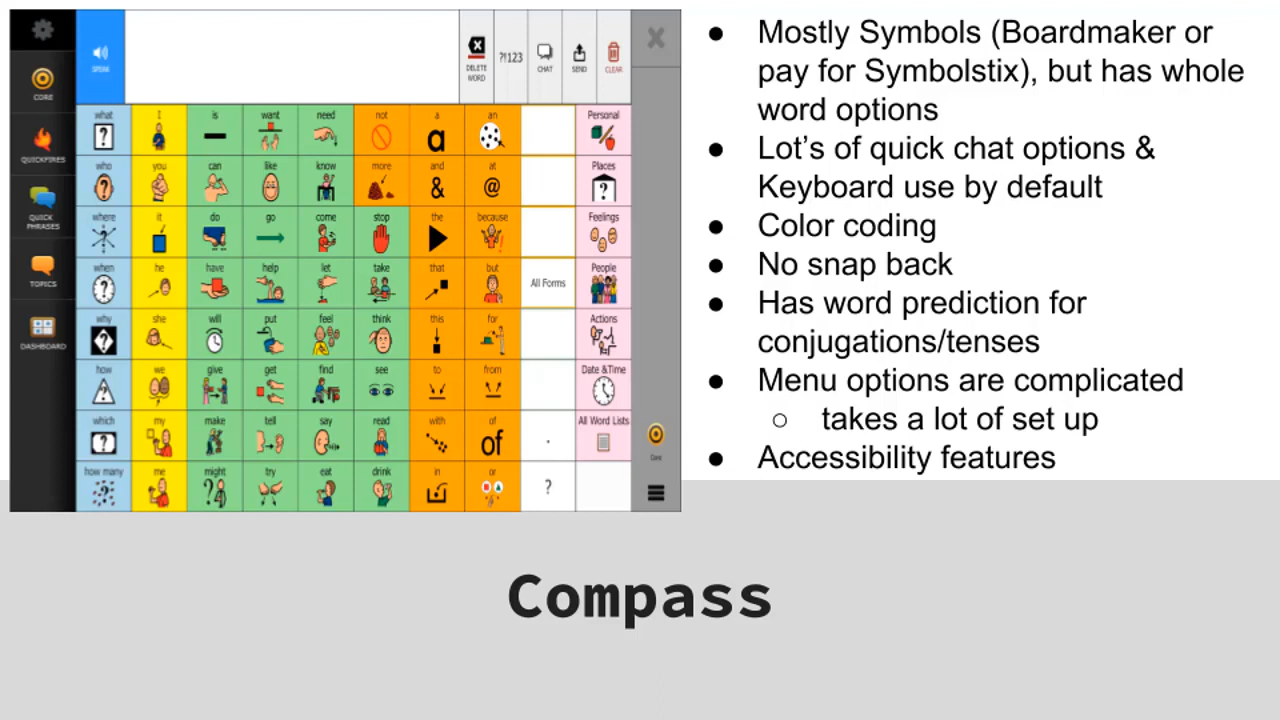 SPEAK
DELETE
WORD
?!123
CHAT
SEND
CLEAR
CORE
QUICKFIRES
QUICK
PHRASES
TOPICS
DASHBOARD
what I is want need not a an Personal
a
who you can like know more and at Places
& @
where it do go come stop the because Feelings
when he have help let take that but All Forms People
why she will put feel think this for Actions
how we give get find see to from Date &Time
which my make tell say read with of . All Word Lists
of
how many me might try eat drink in or ?
Core
● Mostly Symbols (Boardmaker or
pay for Symbolstix), but has whole
word options
● Lot's of quick chat options &
Keyboard use by default
● Color coding
● No snap back
● Has word prediction for
conjugations/tenses
● Menu options are complicated
○ takes a lot of set up
● Accessibility features
Compass